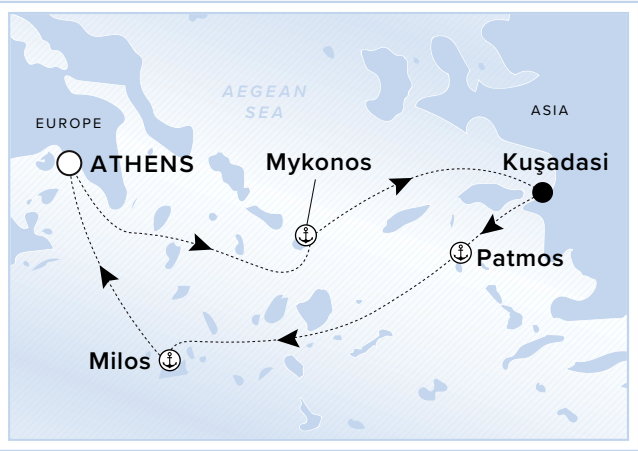 AEGEAN
SEA
EUROPE
ASIA
ATHENS
Mykonos
Kuşadasi
Patmos
Milos